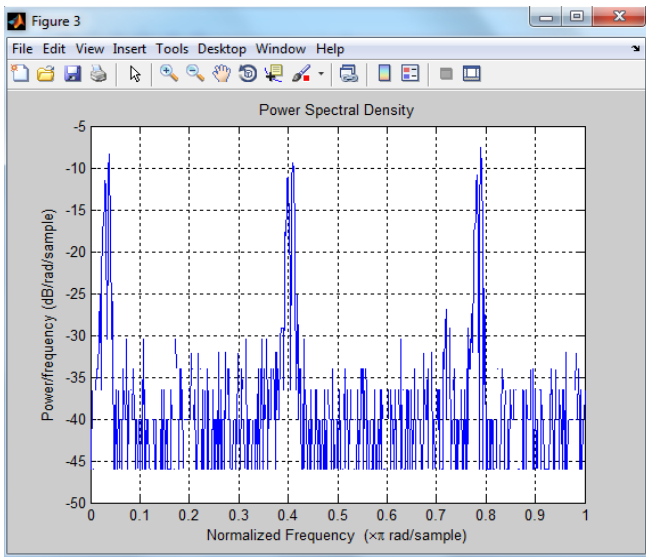 Figure 3
File Edit View Insert Tools Desktop Window Help
Power Spectral Density
-5
-10
-15
-20
-25
-30
-35
-40
-45
-50
Power/frequency (dB/rad/sample)
0 0.1 0.2 0.3 0.4 0.5 0.6 0.7 0.8 0.9 1
Normalized Frequency (×π rad/sample)